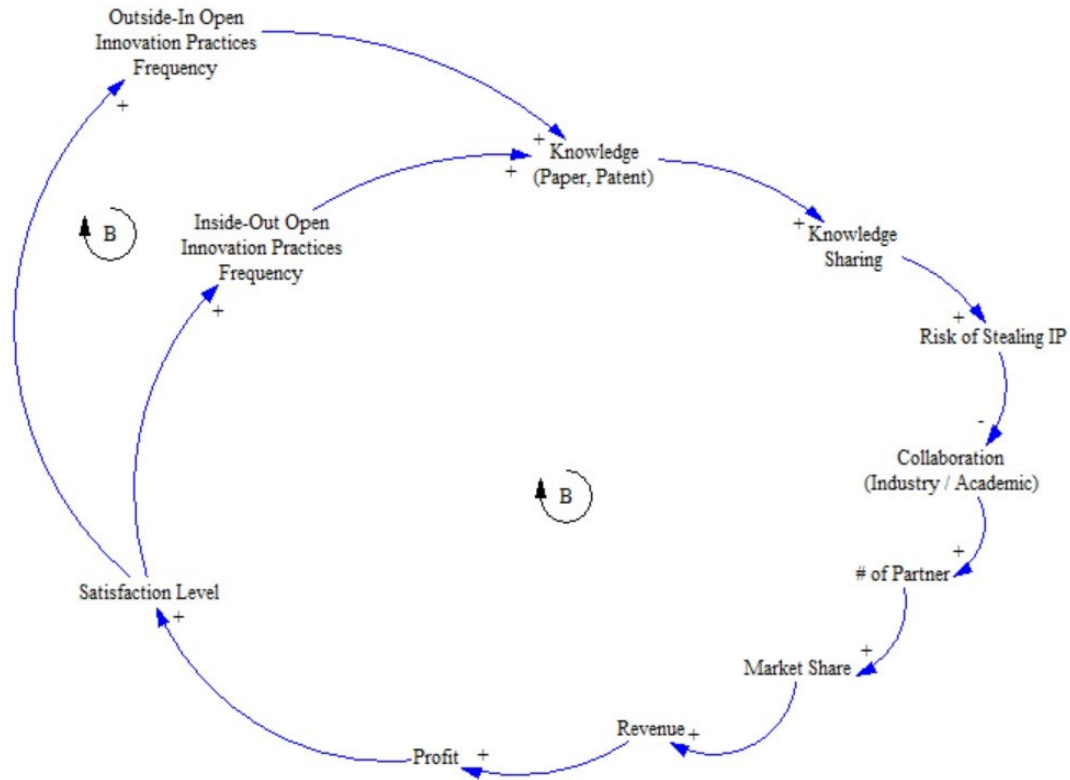 Outside-In Open
Innovation Practices
Frequency
+
+
Knowledge
(Paper, Patent)
+
B
Inside-Out Open
Innovation Practices
Frequency
+
+
Knowledge
Sharing
+
Risk of Stealing IP
-
Collaboration
(Industry / Academic)
B
+
# of Partner
Satisfaction Level
+
+
Market Share
Revenue
+
Profit
+